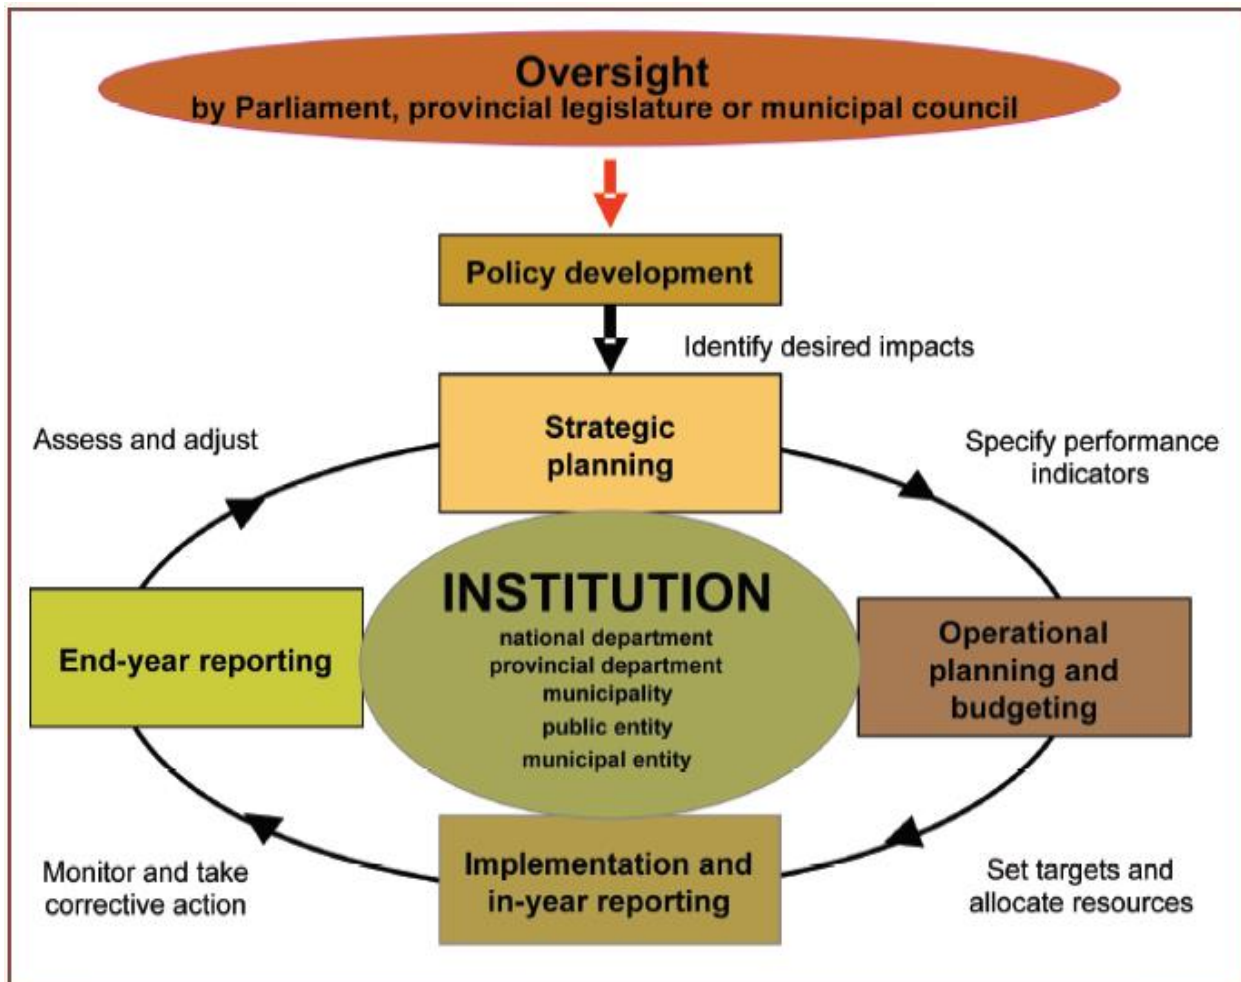 Oversight
by Parliament, provincial legislature or municipal council
Policy development
Identify desired impacts
Strategic
planning
Assess and adjust
Specify performance
indicators
INSTITUTION
national department
provincial department
municipality
public entity
municipal entity
End-year reporting
Operational
planning and
budgeting
Implementation and
in-year reporting
Monitor and take
corrective action
Set targets and
allocate resources